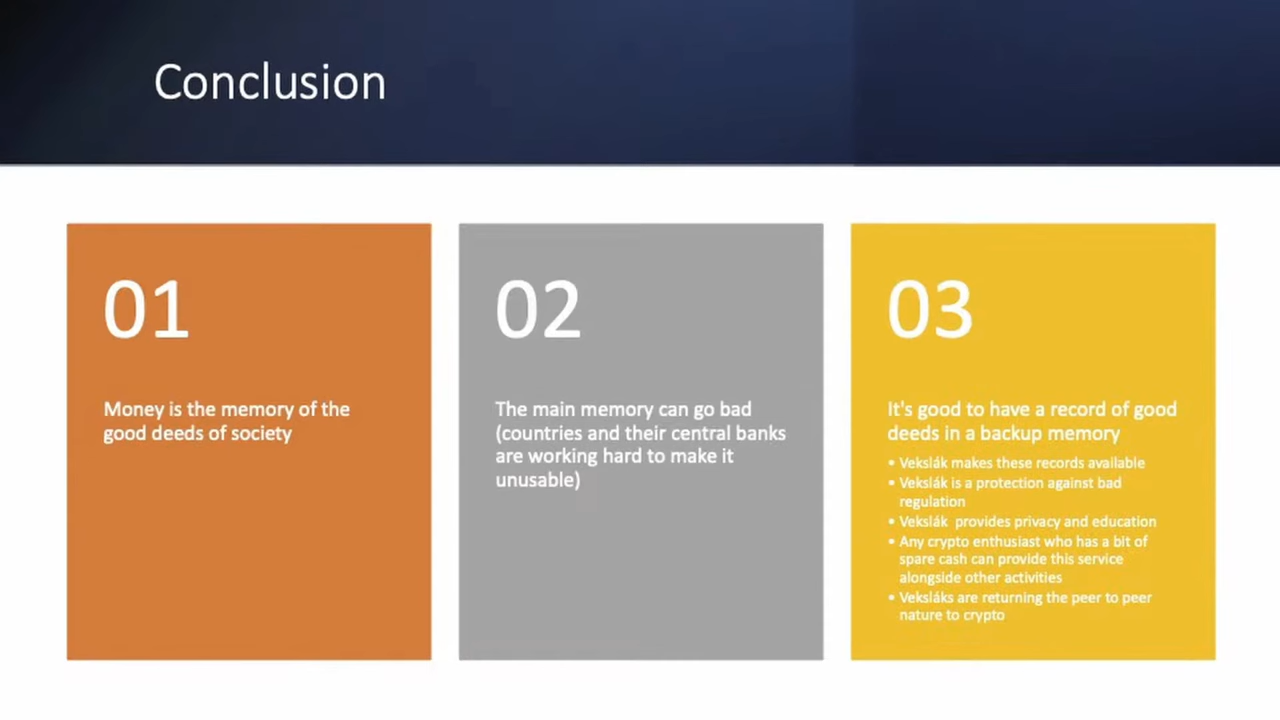 Conclusion
01
Money is the memory of the
good deeds of society
02
The main memory can go bad
(countries and their central banks
are working hard to make it
unusable)
03
It's good to have a record of good
deeds in a backup memory
• Vekslák makes these records available
• Vekslák is a protection against bad
regulation
• Vekslák  provides privacy and education
• Any crypto enthusiast who has a bit of
spare cash can provide this service
alongside other activities
• Veksláks are returning the peer to peer
nature to crypto